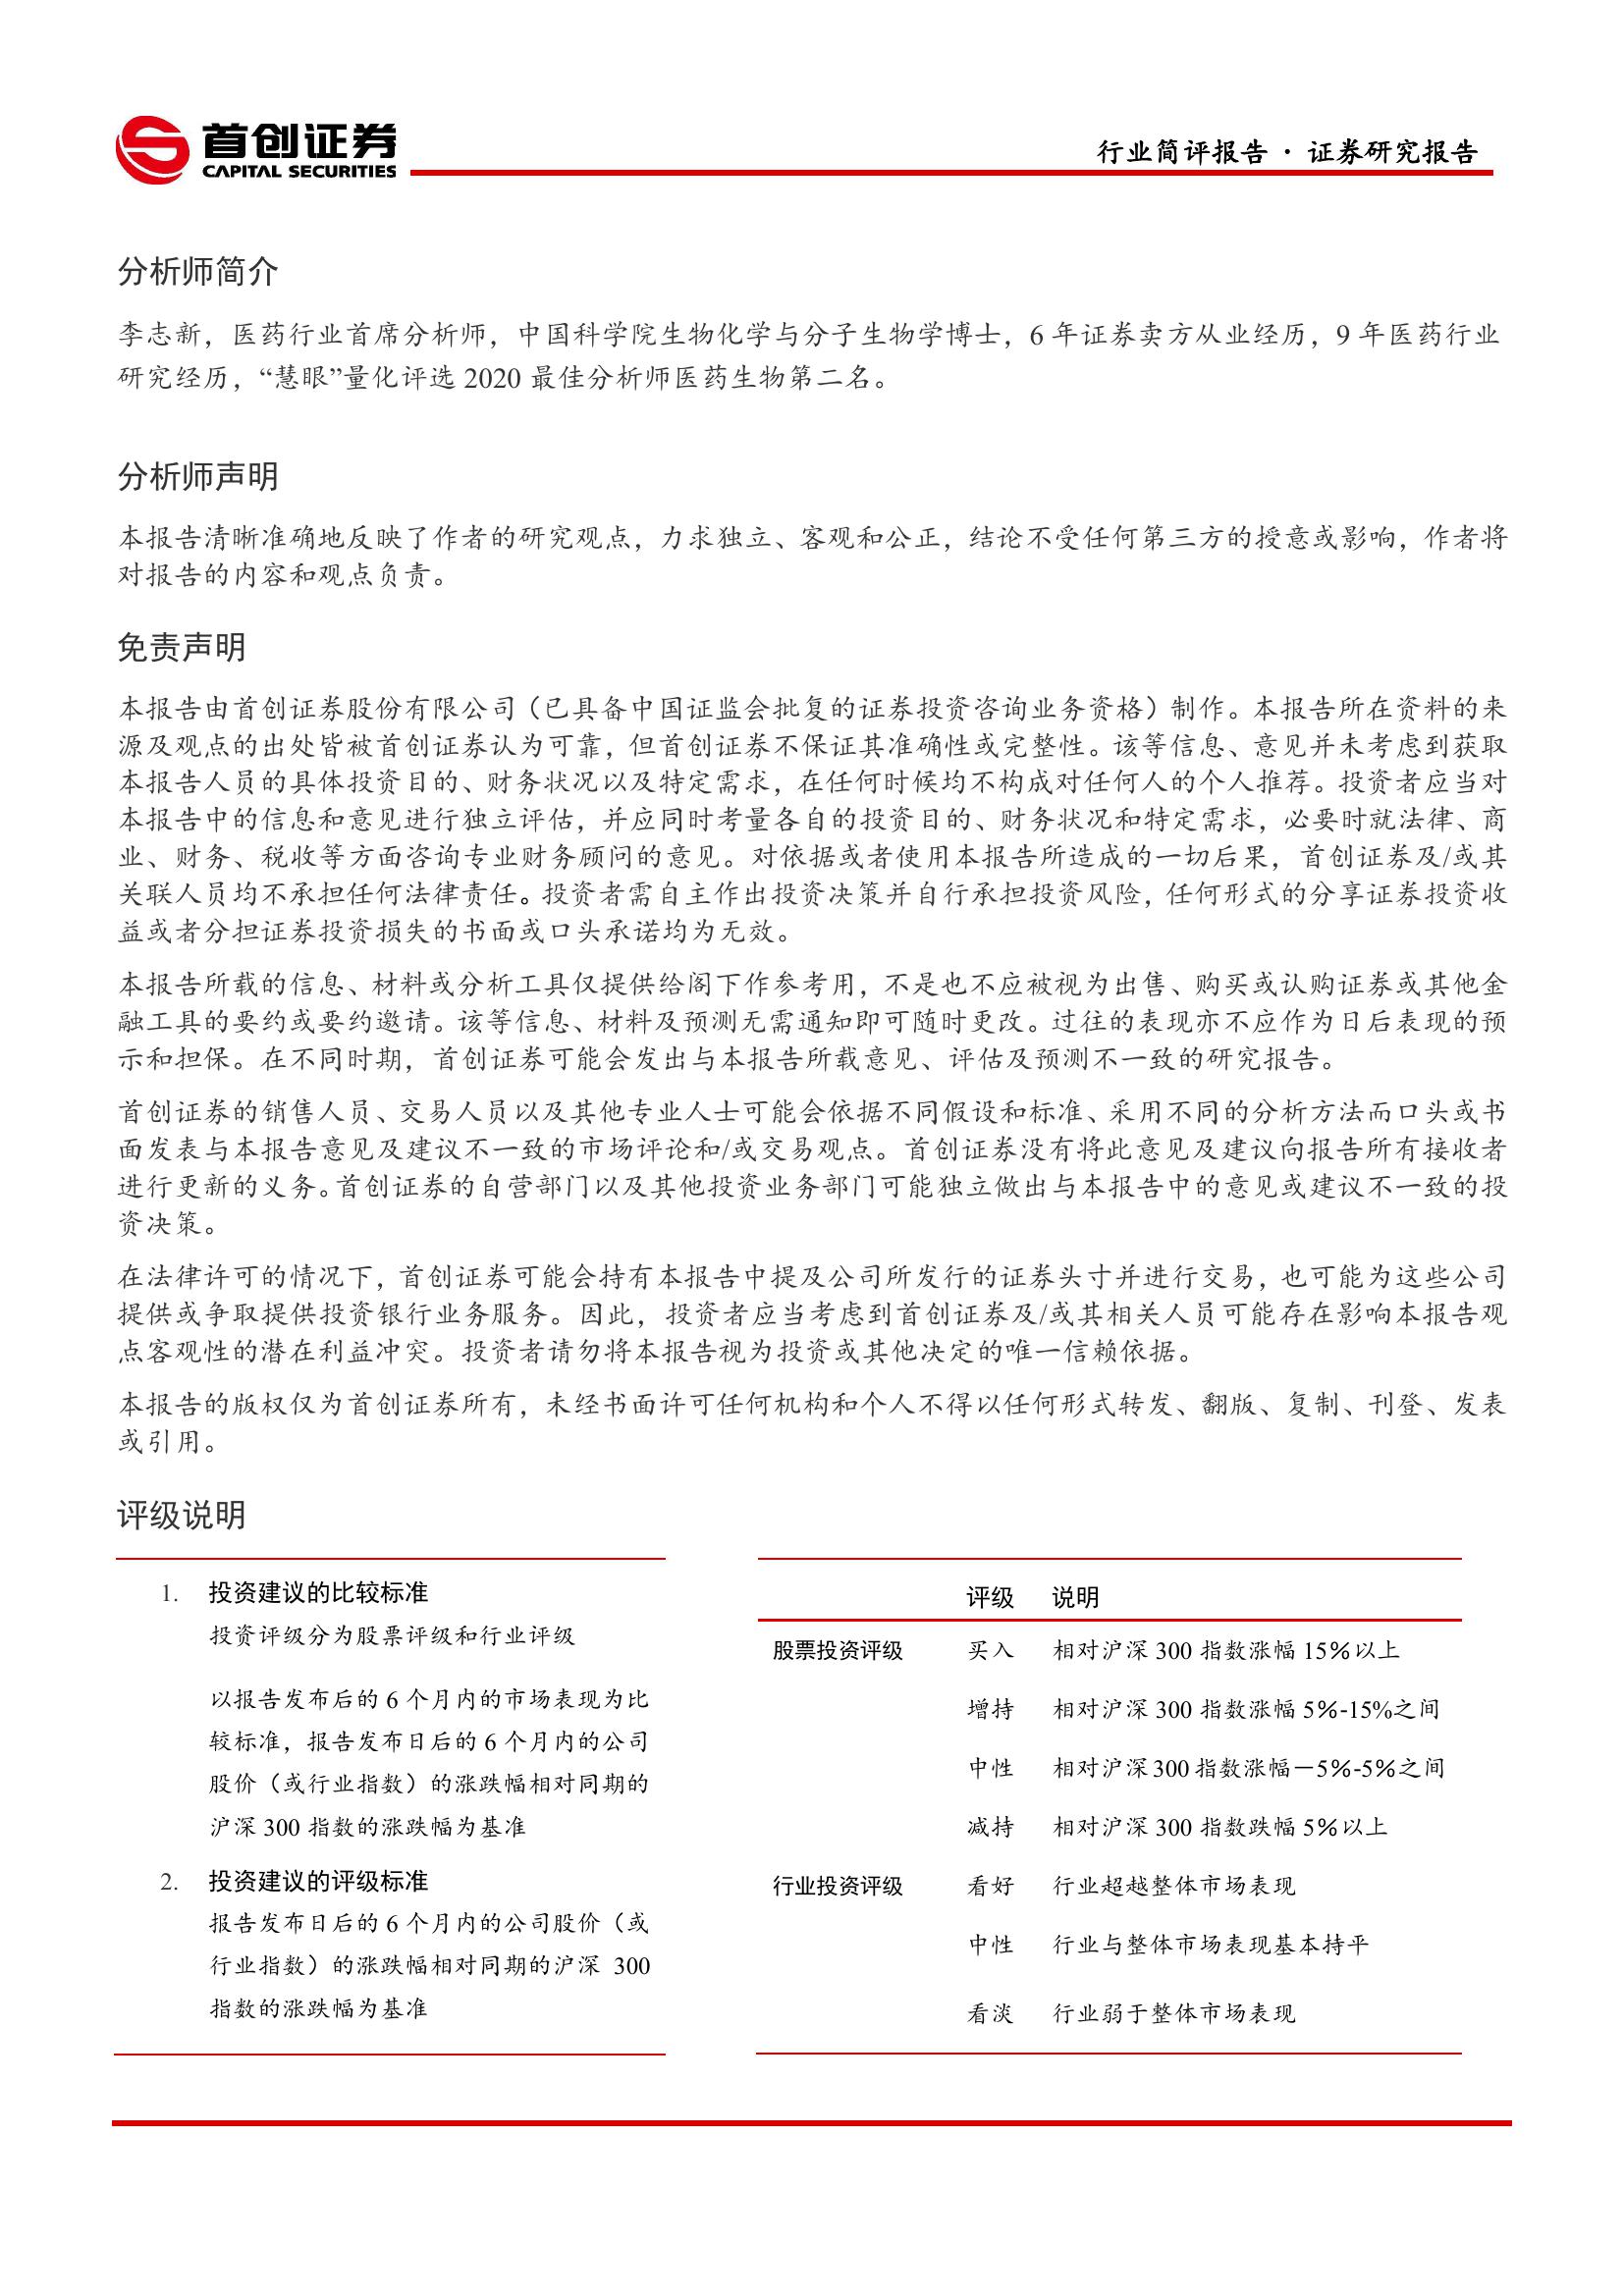 首创证券
CAPITAL SECURITIES
行业简评报告 · 证券研究报告
分析师简介
李志新，医药行业首席分析师，中国科学院生物化学与分子生物学博士，6 年证券卖方从业经历，9 年医药行业
研究经历，“慧眼”量化评选 2020 最佳分析师医药生物第二名。
分析师声明
本报告清晰准确地反映了作者的研究观点，力求独立、客观和公正，结论不受任何第三方的授意或影响，作者将
对报告的内容和观点负责。
免责声明
本报告由首创证券股份有限公司（已具备中国证监会批复的证券投资咨询业务资格）制作。本报告所在资料的来
源及观点的出处皆被首创证券认为可靠，但首创证券不保证其准确性或完整性。该等信息、意见并未考虑到获取
本报告人员的具体投资目的、财务状况以及特定需求，在任何时候均不构成对任何人的个人推荐。投资者应当对
本报告中的信息和意见进行独立评估，并应同时考量各自的投资目的、财务状况和特定需求，必要时就法律、商
业、财务、税收等方面咨询专业财务顾问的意见。对依据或者使用本报告所造成的一切后果，首创证券及/或其
关联人员均不承担任何法律责任。投资者需自主作出投资决策并自行承担投资风险，任何形式的分享证券投资收
益或者分担证券投资损失的书面或口头承诺均为无效。
本报告所载的信息、材料或分析工具仅提供给阁下作参考用，不是也不应被视为出售、购买或认购证券或其他金
融工具的要约或要约邀请。该等信息、材料及预测无需通知即可随时更改。过往的表现亦不应作为日后表现的预
示和担保。在不同时期，首创证券可能会发出与本报告所载意见、评估及预测不一致的研究报告。
首创证券的销售人员、交易人员以及其他专业人士可能会依据不同假设和标准、采用不同的分析方法而口头或书
面发表与本报告意见及建议不一致的市场评论和/或交易观点。首创证券没有将此意见及建议向报告所有接收者
进行更新的义务。首创证券的自营部门以及其他投资业务部门可能独立做出与本报告中的意见或建议不一致的投
资决策。
在法律许可的情况下，首创证券可能会持有本报告中提及公司所发行的证券头寸并进行交易，也可能为这些公司
提供或争取提供投资银行业务服务。因此，投资者应当考虑到首创证券及/或其相关人员可能存在影响本报告观
点客观性的潜在利益冲突。投资者请勿将本报告视为投资或其他决定的唯一信赖依据。
本报告的版权仅为首创证券所有，未经书面许可任何机构和个人不得以任何形式转发、翻版、复制、刊登、发表
或引用。
评级说明
1. 投资建议的比较标准
投资评级分为股票评级和行业评级
以报告发布后的 6 个月内的市场表现为比
较标准，报告发布日后的 6 个月内的公司
股价（或行业指数）的涨跌幅相对同期的
沪深 300 指数的涨跌幅为基准
2. 投资建议的评级标准
报告发布日后的 6 个月内的公司股价（或
行业指数）的涨跌幅相对同期的沪深 300
指数的涨跌幅为基准
评级 说明
股票投资评级 买入 相对沪深 300 指数涨幅 15％以上
增持 相对沪深 300 指数涨幅 5％-15%之间
中性 相对沪深 300 指数涨幅－5％-5％之间
减持 相对沪深 300 指数跌幅 5％以上
行业投资评级 看好 行业超越整体市场表现
中性 行业与整体市场表现基本持平
看淡 行业弱于整体市场表现